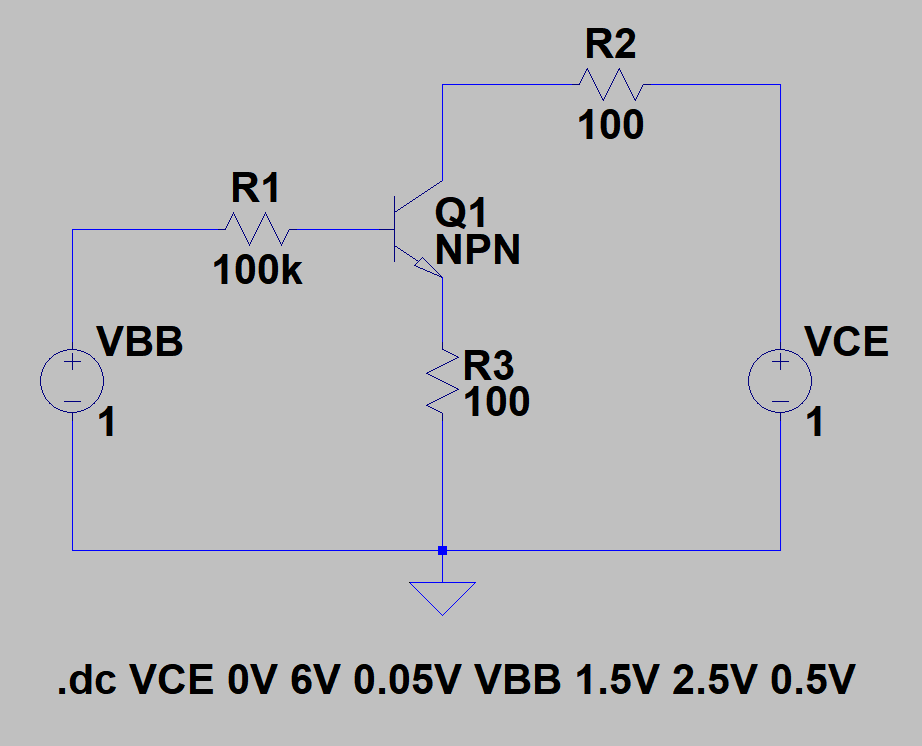 R2
100
R1
100k
Q1
NPN
VBB
1
R3
100
VCE
1
.dc VCE 0V 6V 0.05V VBB 1.5V 2.5V 0.5V